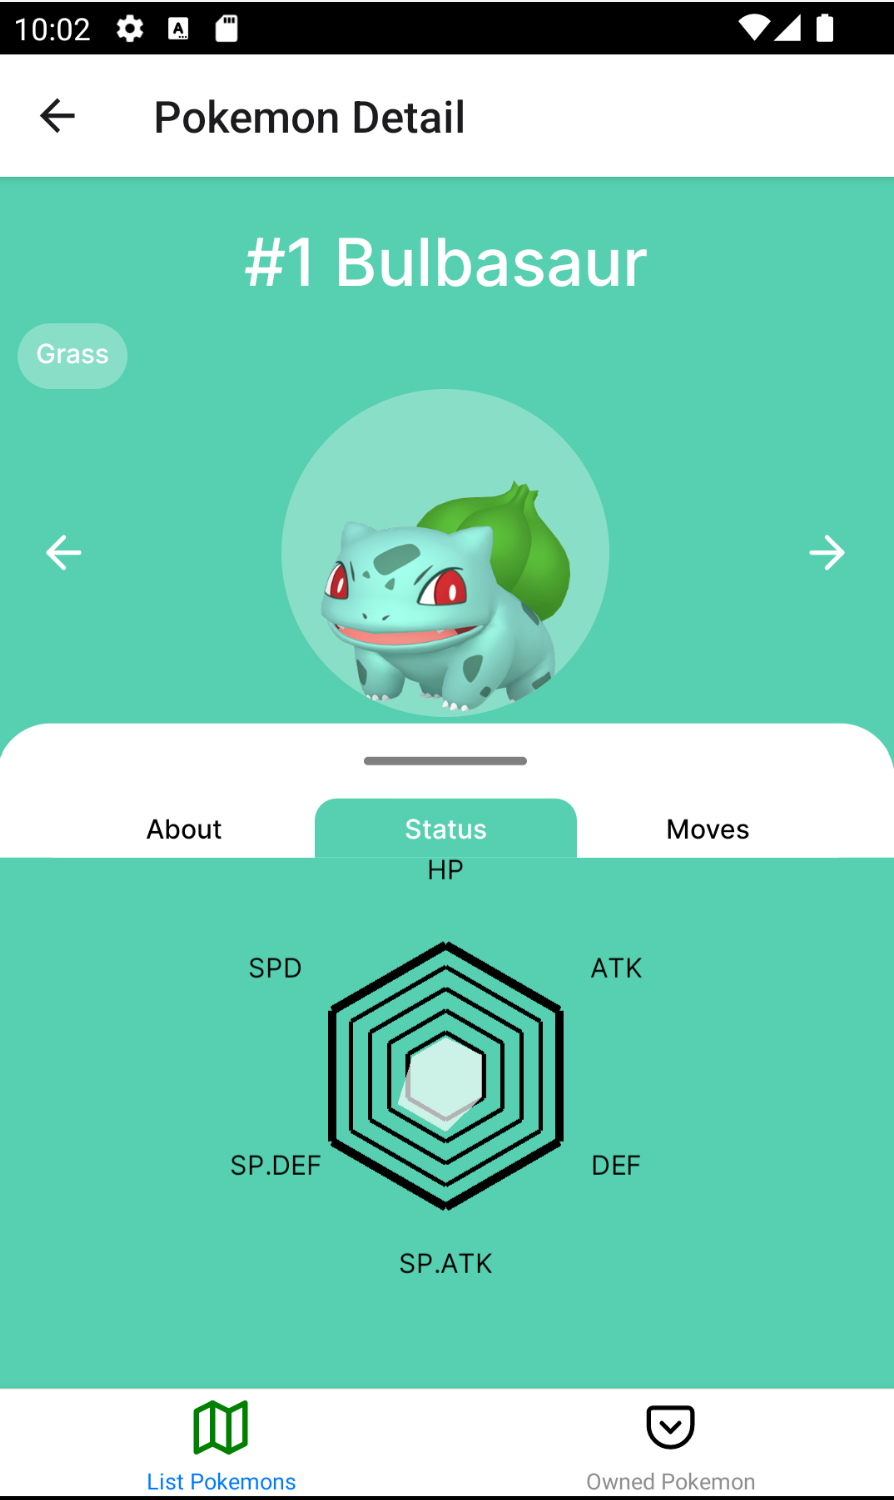 10:02
Pokemon Detail
#1 Bulbasaur
Grass
About Status Moves
HP
SPD ATK
SP.DEF DEF
SP.ATK
List Pokemons Owned Pokemon